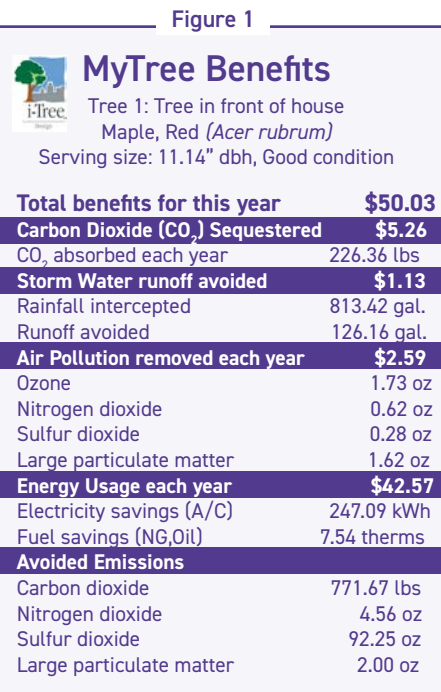 Figure 1
i-Tree
Design
MyTree Benefits
Tree 1: Tree in front of house
Maple, Red (Acer rubrum)
Serving size: 11.14” dbh, Good condition
Total benefits for this year $50.03
Carbon Dioxide (CO₂) Sequestered $5.26
CO₂ absorbed each year 226.36 lbs
Storm Water runoff avoided $1.13
Rainfall intercepted 813.42 gal.
Runoff avoided 126.16 gal.
Air Pollution removed each year $2.59
Ozone 1.73 oz
Nitrogen dioxide 0.62 oz
Sulfur dioxide 0.28 oz
Large particulate matter 1.62 oz
Energy Usage each year $42.57
Electricity savings (A/C) 247.09 kWh
Fuel savings (NG,Oil) 7.54 therms
Avoided Emissions
Carbon dioxide 771.67 lbs
Nitrogen dioxide 4.56 oz
Sulfur dioxide 92.25 oz
Large particulate matter 2.00 oz